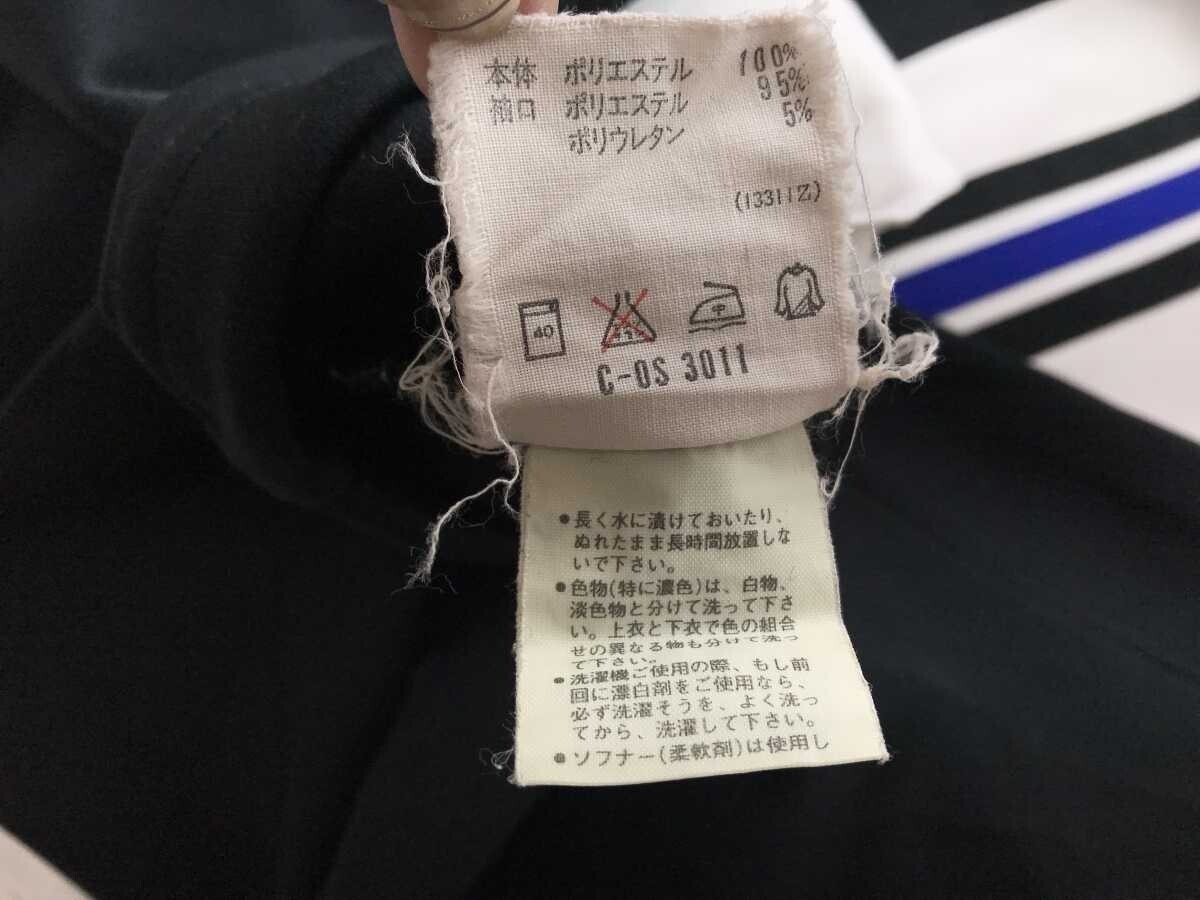 本体 ポリエステル 100%
袖口 ポリエステル 95%
ポリウレタン 5%
(13311Z)
40
C-OS 3011
●長く水に漬けておいたり、
ぬれたまま長時間放置しな
いで下さい。
●色物(特に濃色)は、白物、
淡色物と分けて洗って下さ
い。上衣と下衣で色の組合
せの異なる物も分けて洗っ
て下さい。
●洗濯機ご使用の際、もし前
回に漂白剤をご使用なら、
必ず洗濯そうを、よく洗っ
てから、洗濯して下さい。
●ソフナー(柔軟剤)は使用し